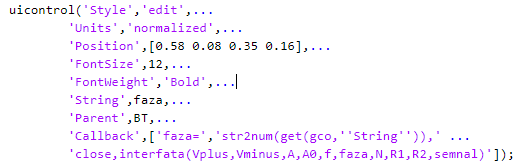 uicontrol('Style','edit',...
'Units','normalized',...
'Position',[0.58 0.08 0.35 0.16],...
'FontSize',12,...
'FontWeight','Bold',...
'String',faza,...
'Parent',BT,...
'Callback',['faza=','str2num(get(gco,''String'')),' ...
'close,interfata(Vplus,Vminus,A,A0,f,faza,N,R1,R2,semnal)']);